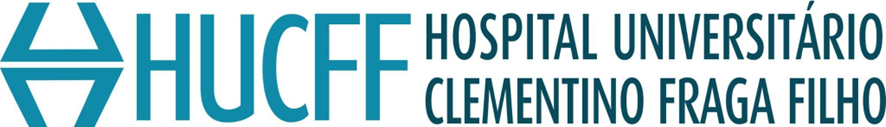 HUCFF
HOSPITAL UNIVERSITÁRIO
CLEMENTINO FRAGA FILHO